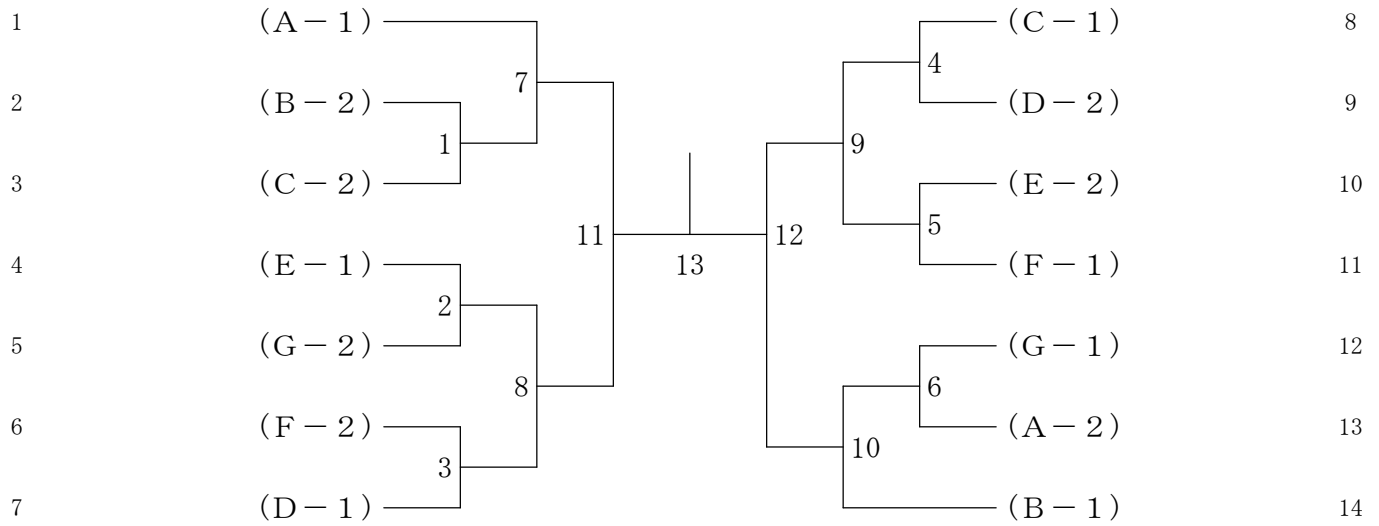 1 (A－1) (C－1) 8
4
7
2 (B－2) (D－2) 9
1 9
3 (C－2) (E－2) 10
11 12 5
4 (E－1) 13 (F－1) 11
2
5 (G－2) (G－1) 12
8 6
6 (F－2) (A－2) 13
3 10
7 (D－1) (B－1) 14